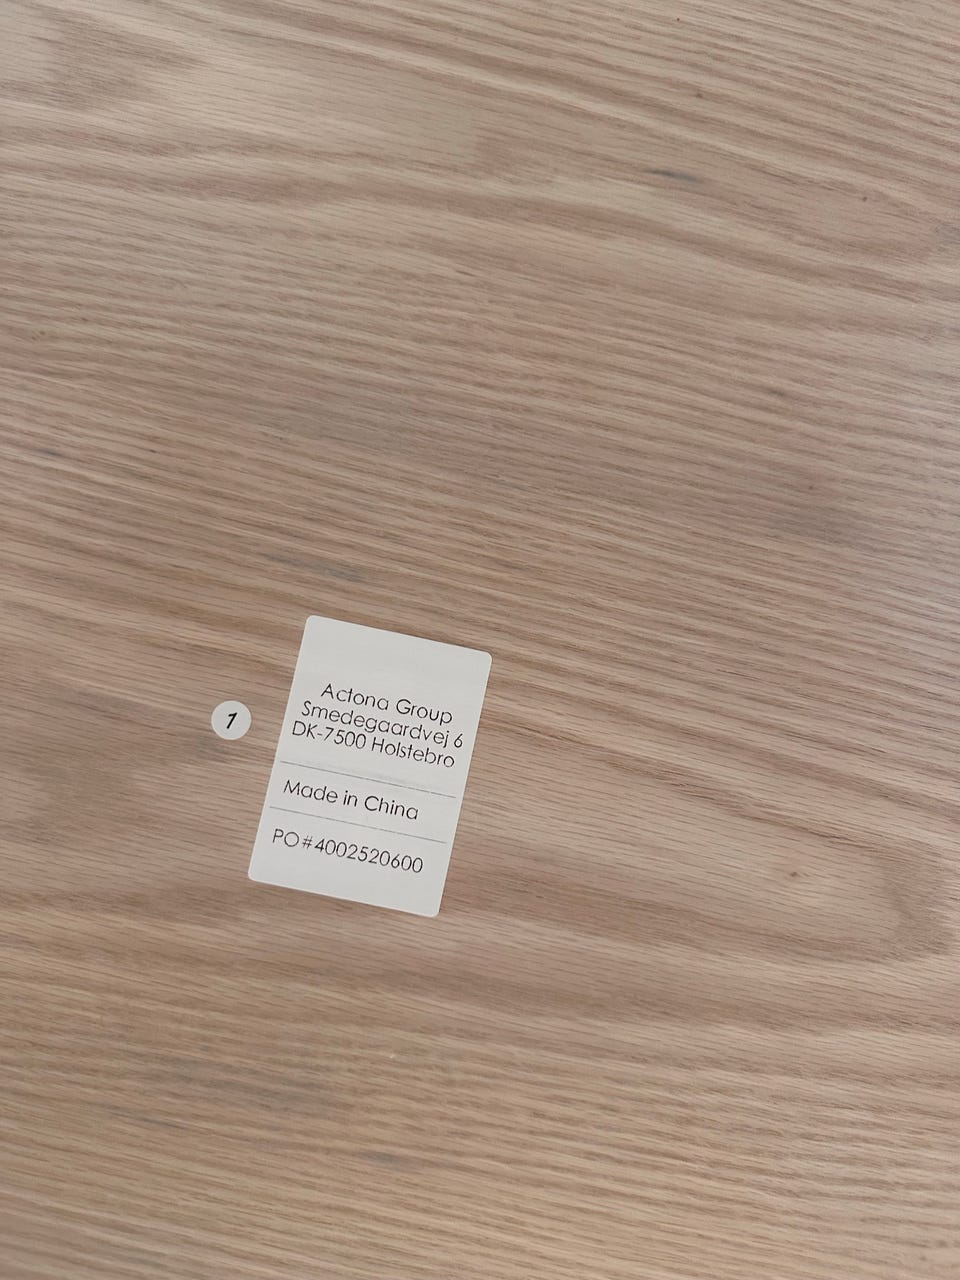 Actona Group
Smedegaardvej 6
DK-7500 Holstebro
1
Made in China
PO#4002520600